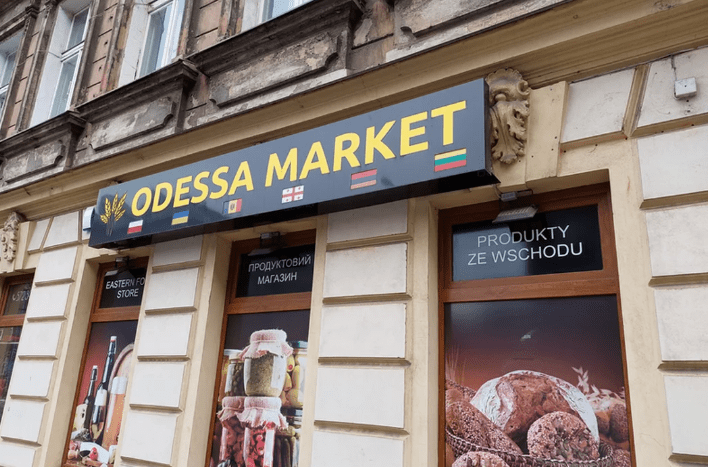 ODESSA MARKET
EASTERN
STORE
ПРОДУКТОВИЙ
МАГАЗИН
PRODUKTY
ZE WSCHODU